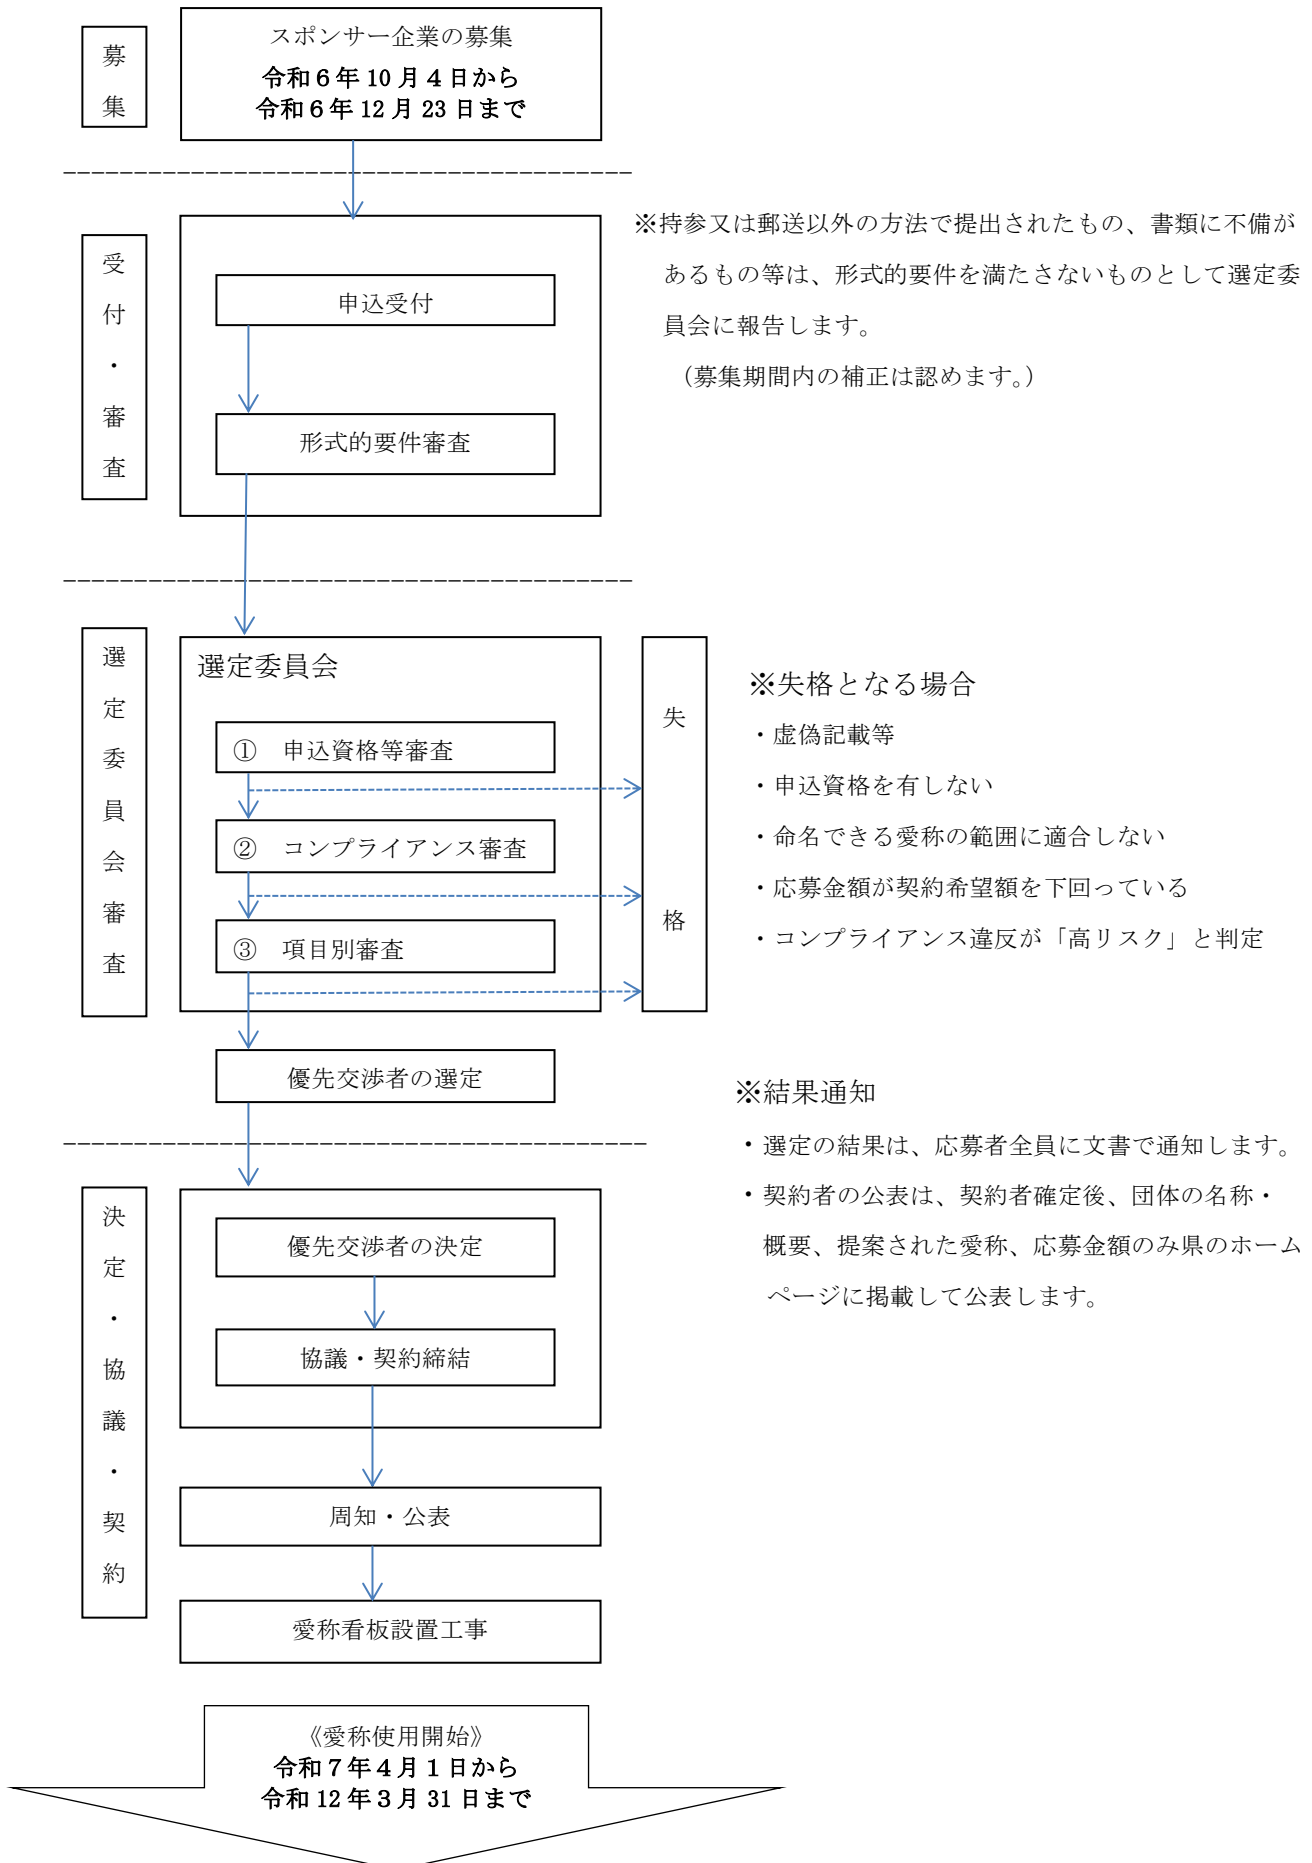 募集
スポンサー企業の募集
令和６年 10 月４日から
令和６年 12 月 23 日まで
受付・審査
申込受付
形式的要件審査
※持参又は郵送以外の方法で提出されたもの、書類に不備が
あるもの等は、形式的要件を満たさないものとして選定委
員会に報告します。
（募集期間内の補正は認めます。）
選定委員会審査
選定委員会
① 申込資格等審査
② コンプライアンス審査
③ 項目別審査
失格
※失格となる場合
・虚偽記載等
・申込資格を有しない
・命名できる愛称の範囲に適合しない
・応募金額が契約希望額を下回っている
・コンプライアンス違反が「高リスク」と判定
優先交渉者の選定
※結果通知
・選定の結果は、応募者全員に文書で通知します。
・契約者の公表は、契約者確定後、団体の名称・
概要、提案された愛称、応募金額のみ県のホーム
ページに掲載して公表します。
決定・協議・契約
優先交渉者の決定
協議・契約締結
周知・公表
愛称看板設置工事
《愛称使用開始》
令和７年４月１日から
令和 12 年３月 31 日まで